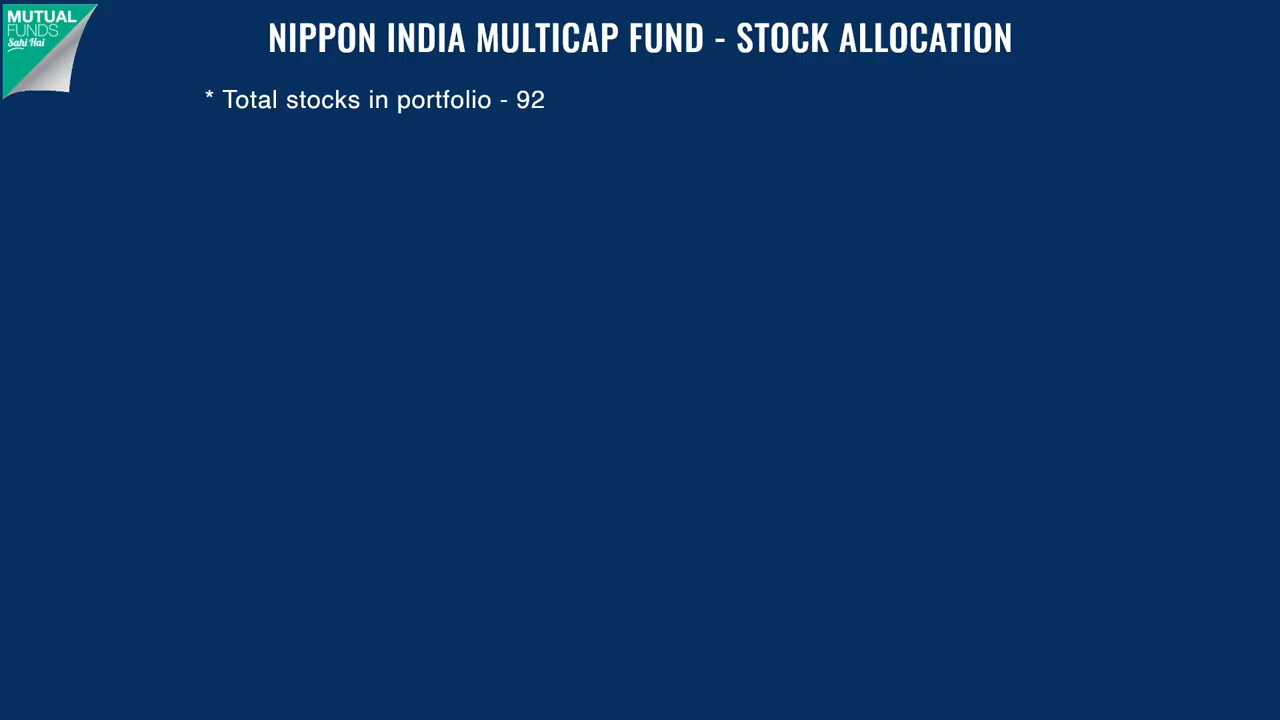 MUTUAL
FUNDS
Sahi Hai
NIPPON INDIA MULTICAP FUND - STOCK ALLOCATION
* Total stocks in portfolio - 92